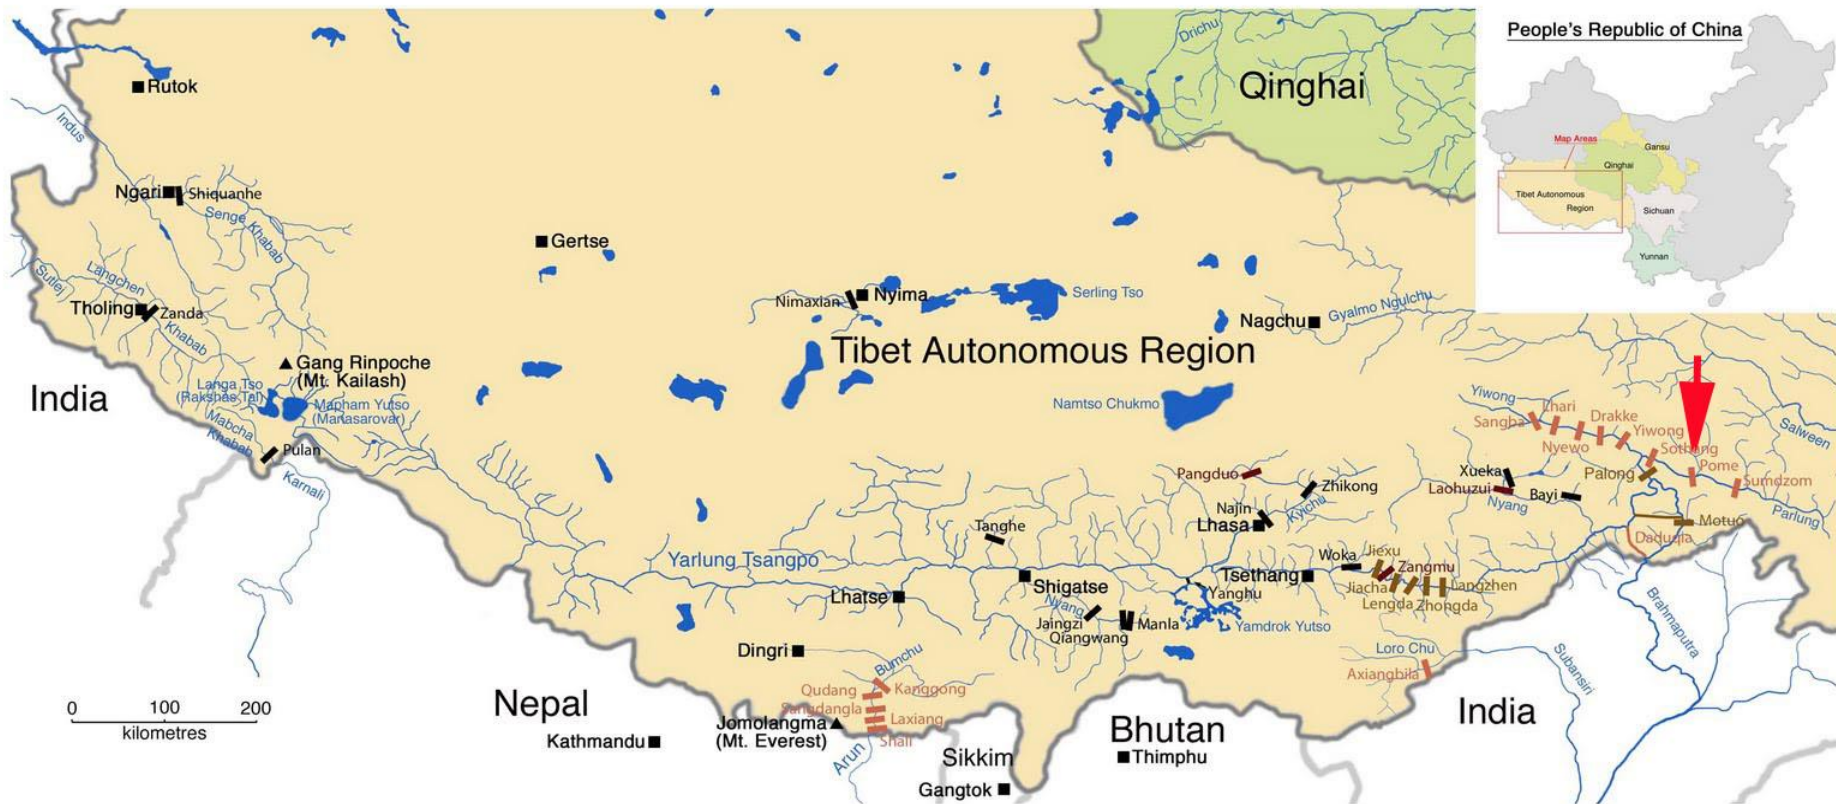 People's Republic of China
Map Areas
Gansu
Qinghai
Tibet Autonomous
Region
Sichuan
Yunnan
Drichu
Qinghai
Rutok
Indus
Ngari
Shiquanhe
Senge
Khabab
Gertse
Sutlej
Langchen
Khabab
Tholing
Zanda
Nimaxian
Nyima
Serling Tso
Nagchu
Gyalmo Ngulchu
Tibet Autonomous Region
Gang Rinpoche
(Mt. Kailash)
India
Langa Tso
(Rakshas Tal)
Mapham Yutso
(Manasarovar)
Mabcha
Khabab
Pulan
Karnali
Namtso Chukmo
Yiwong
Lhari
Sangba
Drakke
Yiwong
Nyewo
Sothang
Salween
Pome
Palong
Sumdzom
Parlung
Xueka
Laohuzui
Bayi
Nyang
Motuo
Daduqia
Pangduo
Zhikong
Najin
Kyichu
Lhasa
Tanghe
Yarlung Tsangpo
Woka
Jiexu
Zangmu
Tsethang
Jiacha
Langzhen
Lengda
Zhongda
Shigatse
Lhatse
Nyang
Yanghu
Jaingzi
Manla
Qiangwang
Yamdrok Yutso
Brahmaputra
Dingri
Bumchu
Loro Chu
Axiangbila
Subansiri
Qudang
Kanggong
Sangdangla
Laxiang
Jomolangma
(Mt. Everest)
Shali
Arun
Nepal
Kathmandu
Sikkim
Gangtok
Bhutan
Thimphu
India
0
100
200
kilometres